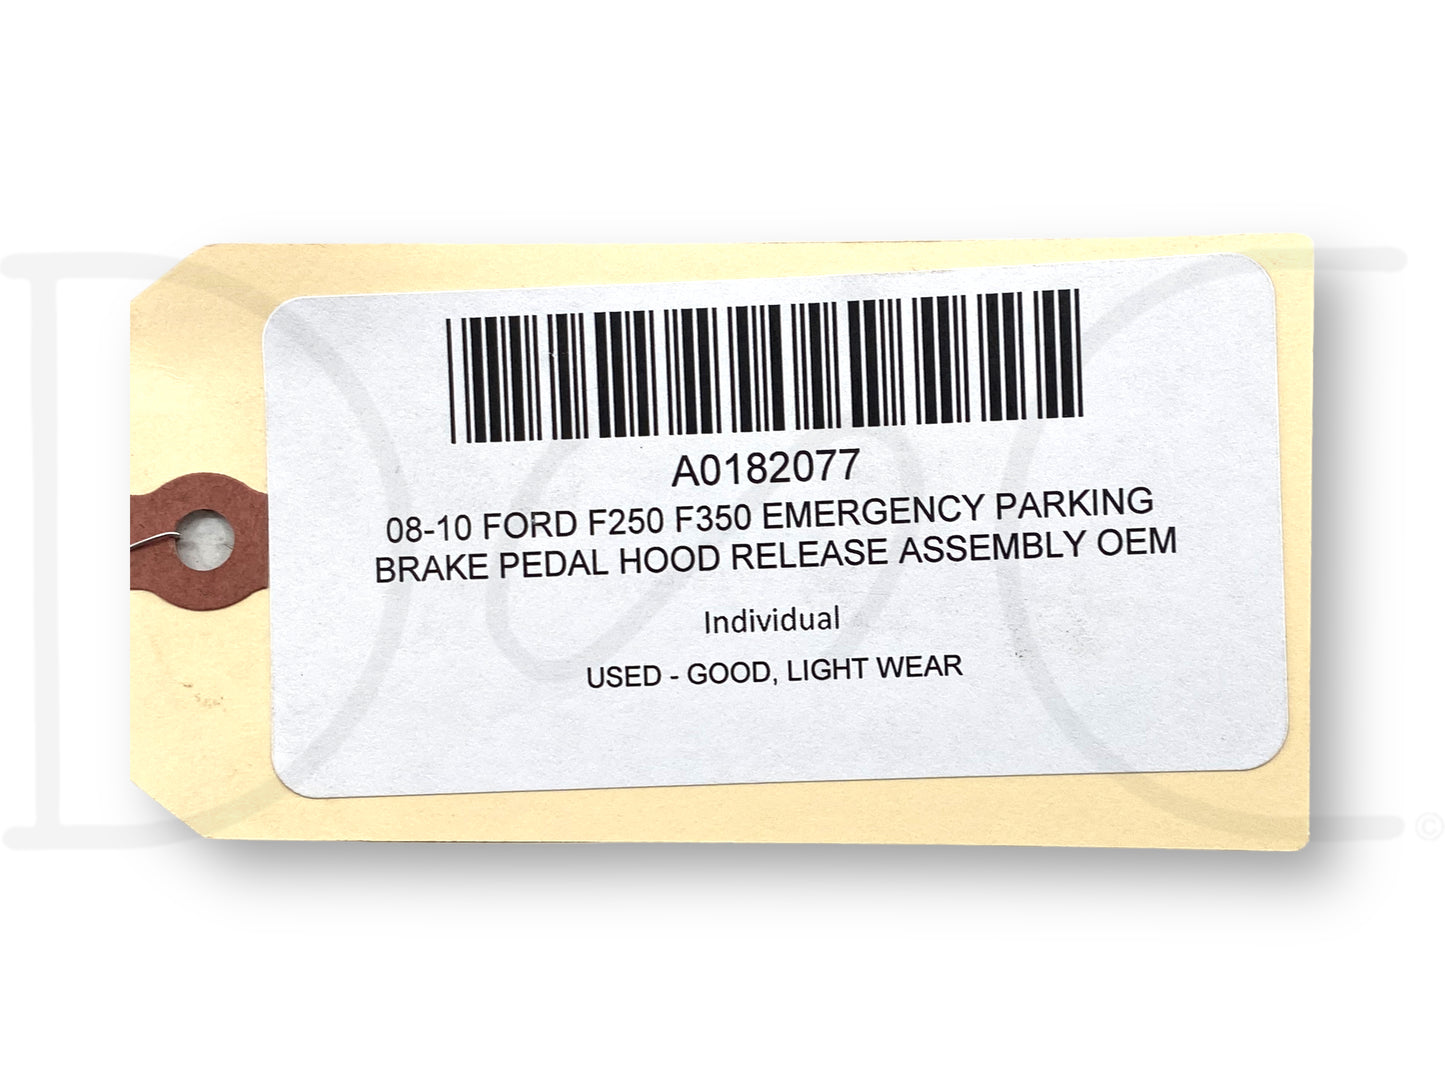 A0182077
08-10 FORD F250 F350 EMERGENCY PARKING
BRAKE PEDAL HOOD RELEASE ASSEMBLY OEM
Individual
USED - GOOD, LIGHT WEAR
©